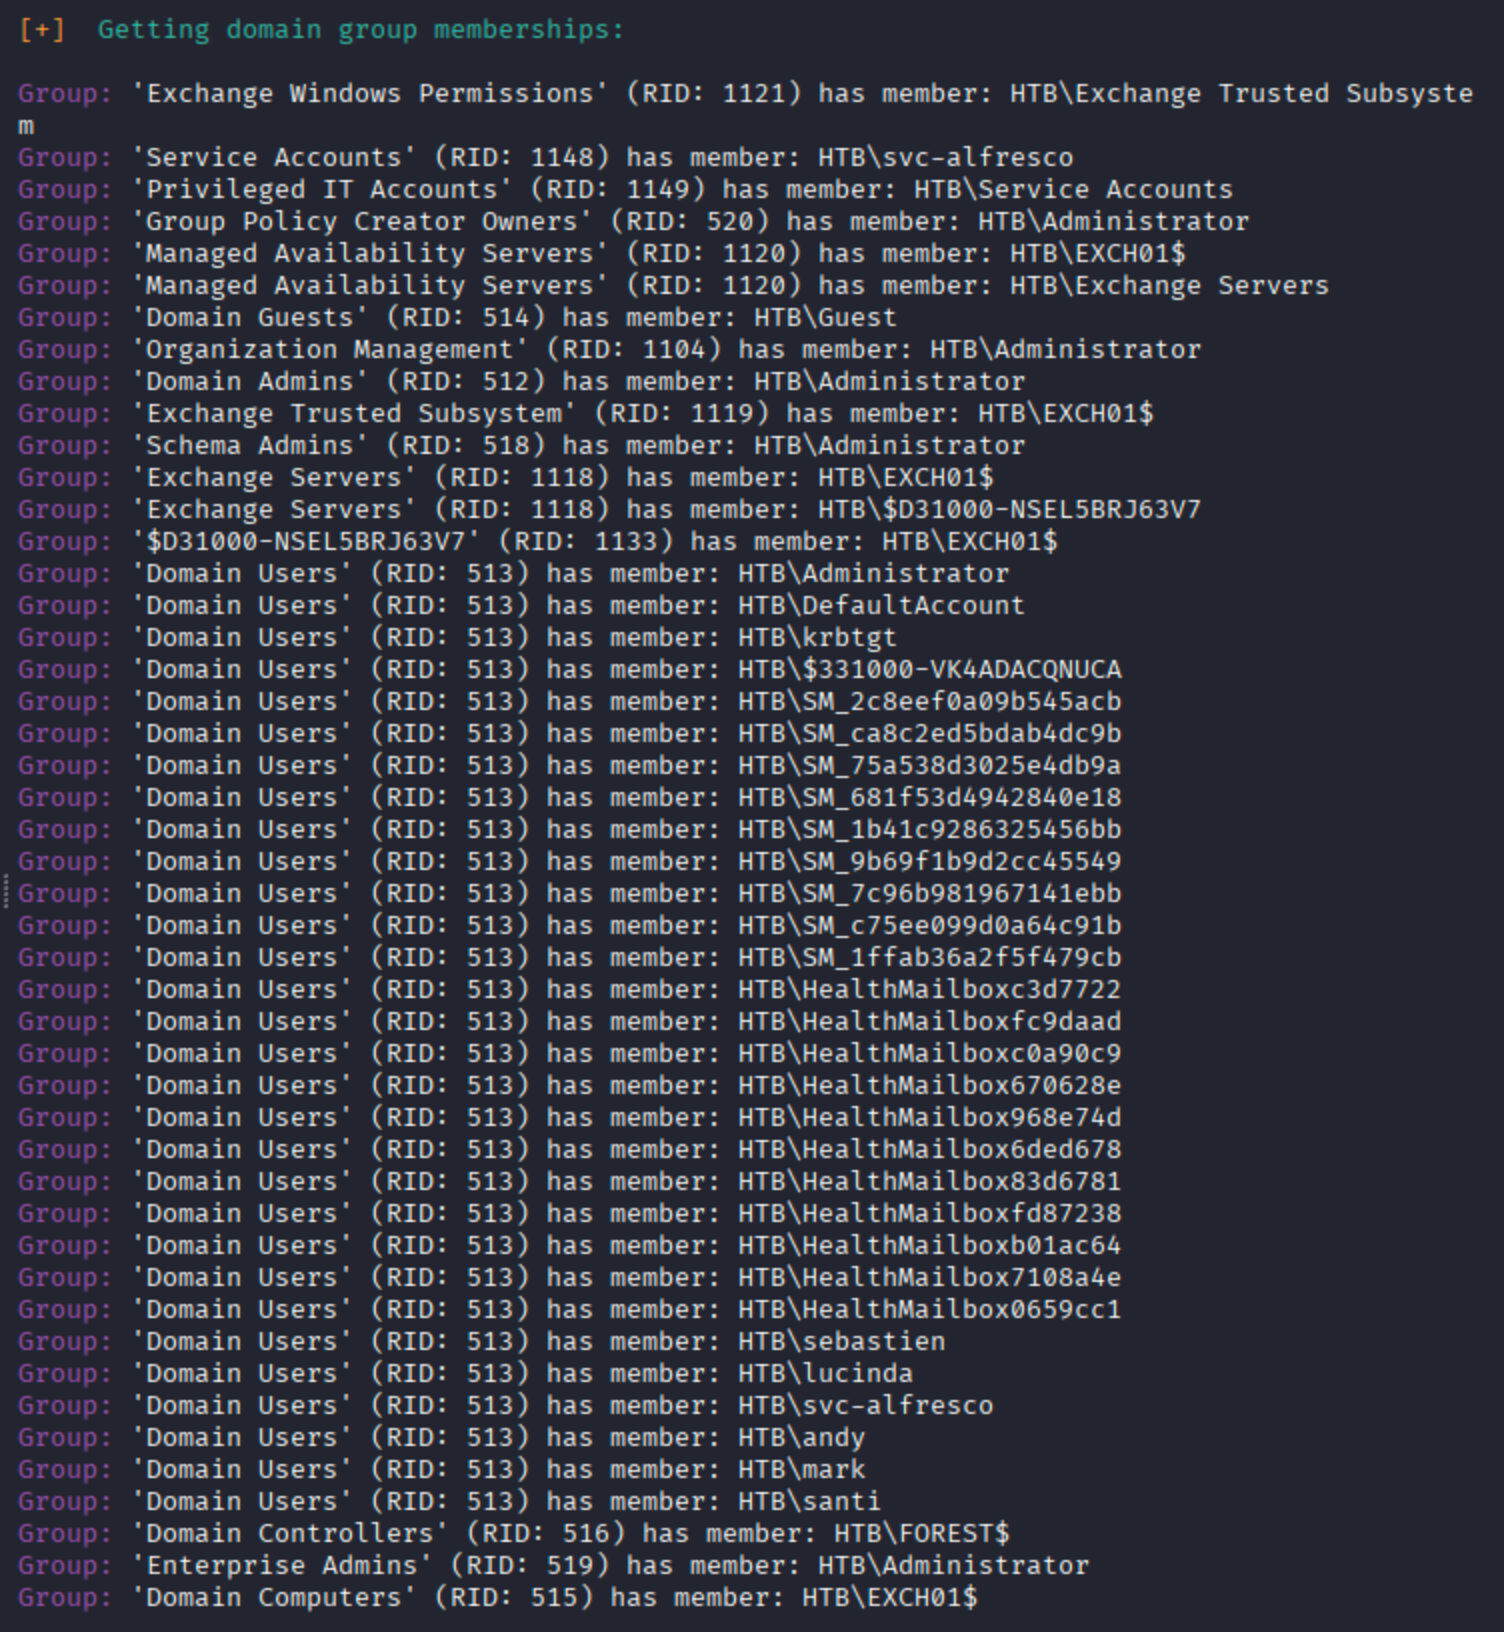 [+]  Getting domain group memberships:
Group: 'Exchange Windows Permissions' (RID: 1121) has member: HTB\Exchange Trusted Subsyste
m
Group: 'Service Accounts' (RID: 1148) has member: HTB\svc-alfresco
Group: 'Privileged IT Accounts' (RID: 1149) has member: HTB\Service Accounts
Group: 'Group Policy Creator Owners' (RID: 520) has member: HTB\Administrator
Group: 'Managed Availability Servers' (RID: 1120) has member: HTB\EXCH01$
Group: 'Managed Availability Servers' (RID: 1120) has member: HTB\Exchange Servers
Group: 'Domain Guests' (RID: 514) has member: HTB\Guest
Group: 'Organization Management' (RID: 1104) has member: HTB\Administrator
Group: 'Domain Admins' (RID: 512) has member: HTB\Administrator
Group: 'Exchange Trusted Subsystem' (RID: 1119) has member: HTB\EXCH01$
Group: 'Schema Admins' (RID: 518) has member: HTB\Administrator
Group: 'Exchange Servers' (RID: 1118) has member: HTB\EXCH01$
Group: 'Exchange Servers' (RID: 1118) has member: HTB\$D31000-NSEL5BRJ63V7
Group: '$D31000-NSEL5BRJ63V7' (RID: 1133) has member: HTB\EXCH01$
Group: 'Domain Users' (RID: 513) has member: HTB\Administrator
Group: 'Domain Users' (RID: 513) has member: HTB\DefaultAccount
Group: 'Domain Users' (RID: 513) has member: HTB\krbtgt
Group: 'Domain Users' (RID: 513) has member: HTB\$331000-VK4ADACQNUCA
Group: 'Domain Users' (RID: 513) has member: HTB\SM_2c8eef0a09b545acb
Group: 'Domain Users' (RID: 513) has member: HTB\SM_ca8c2ed5bdab4dc9b
Group: 'Domain Users' (RID: 513) has member: HTB\SM_75a538d3025e4db9a
Group: 'Domain Users' (RID: 513) has member: HTB\SM_681f53d4942840e18
Group: 'Domain Users' (RID: 513) has member: HTB\SM_1b41c9286325456bb
Group: 'Domain Users' (RID: 513) has member: HTB\SM_9b69f1b9d2cc45549
Group: 'Domain Users' (RID: 513) has member: HTB\SM_7c96b981967141ebb
Group: 'Domain Users' (RID: 513) has member: HTB\SM_c75ee099d0a64c91b
Group: 'Domain Users' (RID: 513) has member: HTB\SM_1ffab36a2f5f479cb
Group: 'Domain Users' (RID: 513) has member: HTB\HealthMailboxc3d7722
Group: 'Domain Users' (RID: 513) has member: HTB\HealthMailboxfc9daad
Group: 'Domain Users' (RID: 513) has member: HTB\HealthMailboxc0a90c9
Group: 'Domain Users' (RID: 513) has member: HTB\HealthMailbox670628e
Group: 'Domain Users' (RID: 513) has member: HTB\HealthMailbox968e74d
Group: 'Domain Users' (RID: 513) has member: HTB\HealthMailbox6ded678
Group: 'Domain Users' (RID: 513) has member: HTB\HealthMailbox83d6781
Group: 'Domain Users' (RID: 513) has member: HTB\HealthMailboxfd87238
Group: 'Domain Users' (RID: 513) has member: HTB\HealthMailboxb01ac64
Group: 'Domain Users' (RID: 513) has member: HTB\HealthMailbox7108a4e
Group: 'Domain Users' (RID: 513) has member: HTB\HealthMailbox0659cc1
Group: 'Domain Users' (RID: 513) has member: HTB\sebastien
Group: 'Domain Users' (RID: 513) has member: HTB\lucinda
Group: 'Domain Users' (RID: 513) has member: HTB\svc-alfresco
Group: 'Domain Users' (RID: 513) has member: HTB\andy
Group: 'Domain Users' (RID: 513) has member: HTB\mark
Group: 'Domain Users' (RID: 513) has member: HTB\santi
Group: 'Domain Controllers' (RID: 516) has member: HTB\FOREST$
Group: 'Enterprise Admins' (RID: 519) has member: HTB\Administrator
Group: 'Domain Computers' (RID: 515) has member: HTB\EXCH01$